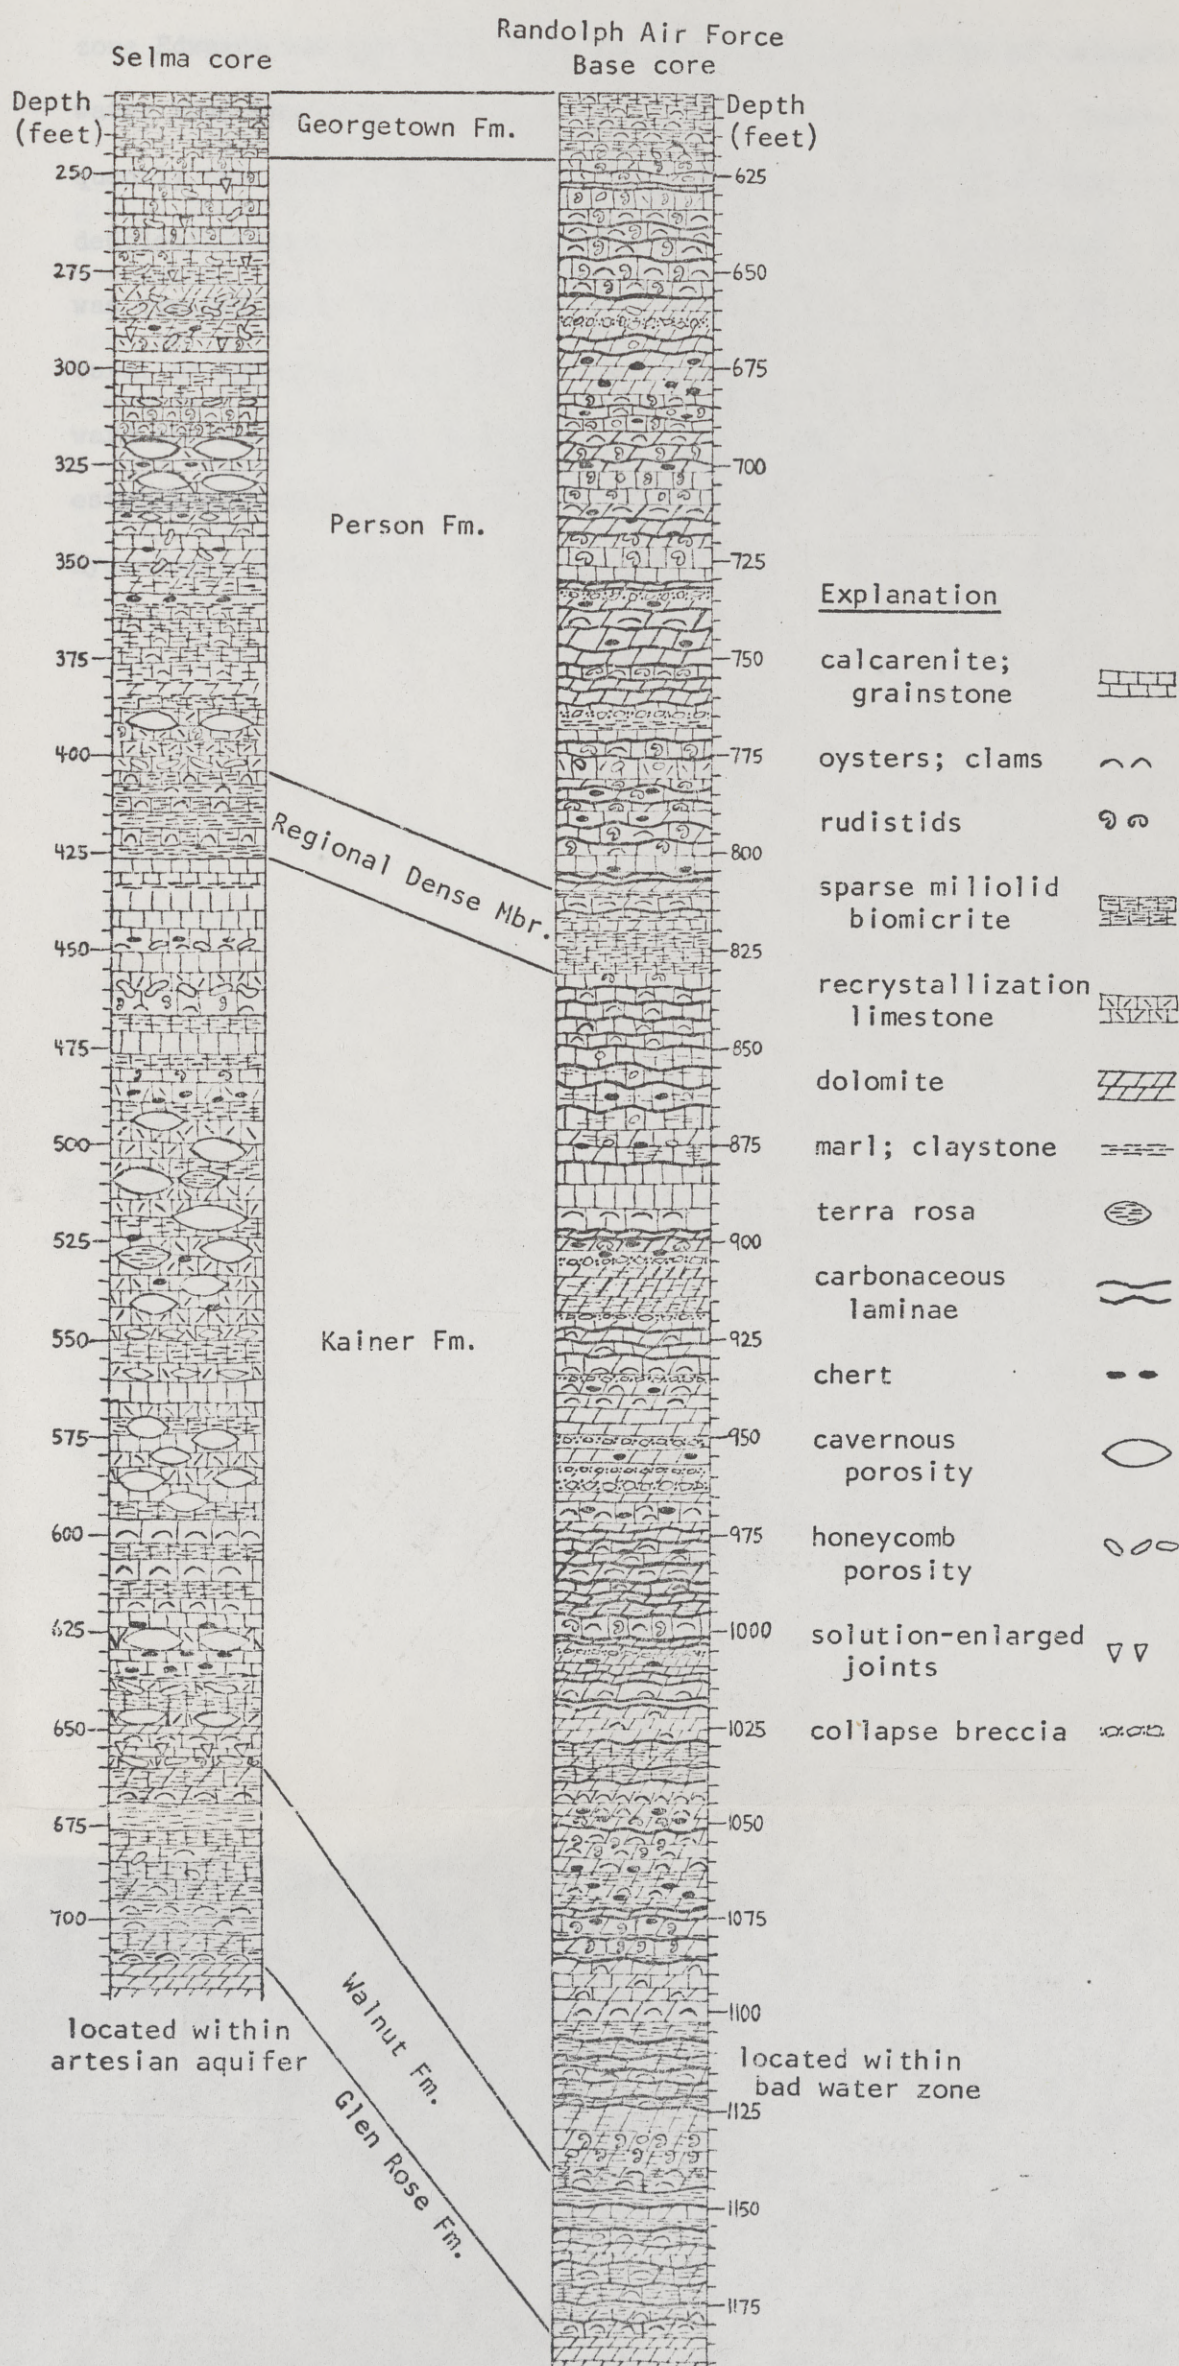 Selma core
Randolph Air Force
Base core
Depth
(feet)
Georgetown Fm.
Depth
(feet)
250
275
300
325
350
375
400
425
450
475
500
525
550
575
600
625
650
675
700
Person Fm.
Regional Dense Mbr.
Kainer Fm.
Walnut Fm.
Glen Rose Fm.
located within
artesian aquifer
625
650
675
700
725
750
775
800
825
850
875
900
925
950
975
1000
1025
1050
1075
1100
located within
bad water zone
1125
1150
1175
Explanation
calcarenite;
grainstone
oysters; clams
rudistids
sparse miliolid
biomicrite
recrystallization
limestone
dolomite
marl; claystone
terra rosa
carbonaceous
laminae
chert
cavernous
porosity
honeycomb
porosity
solution-enlarged
joints
collapse breccia